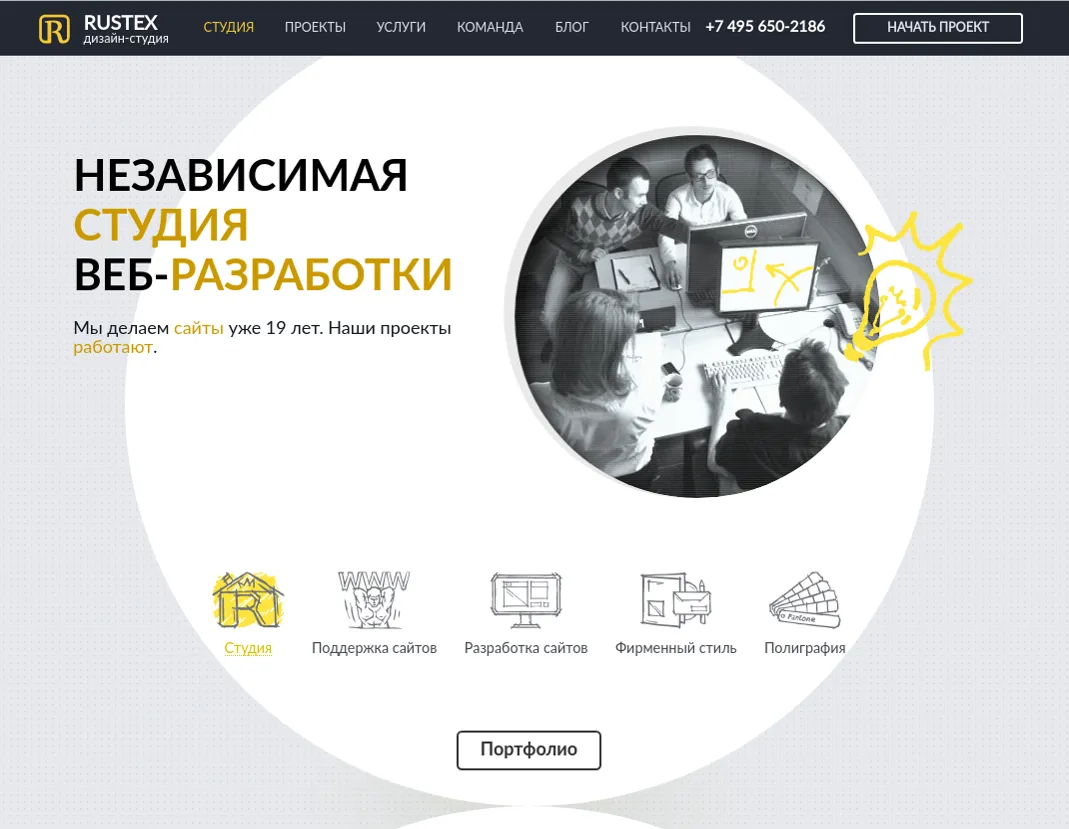 RUSTEX
дизайн-студия
СТУДИЯ ПРОЕКТЫ УСЛУГИ КОМАНДА БЛОГ КОНТАКТЫ +7 495 650-2186 НАЧАТЬ ПРОЕКТ
НЕЗАВИСИМАЯ
СТУДИЯ
ВЕБ-РАЗРАБОТКИ
Мы делаем сайты уже 19 лет. Наши проекты
работают.
DELL
R
WWW
Pantone
Студия Поддержка сайтов Разработка сайтов Фирменный стиль Полиграфия
Портфолио